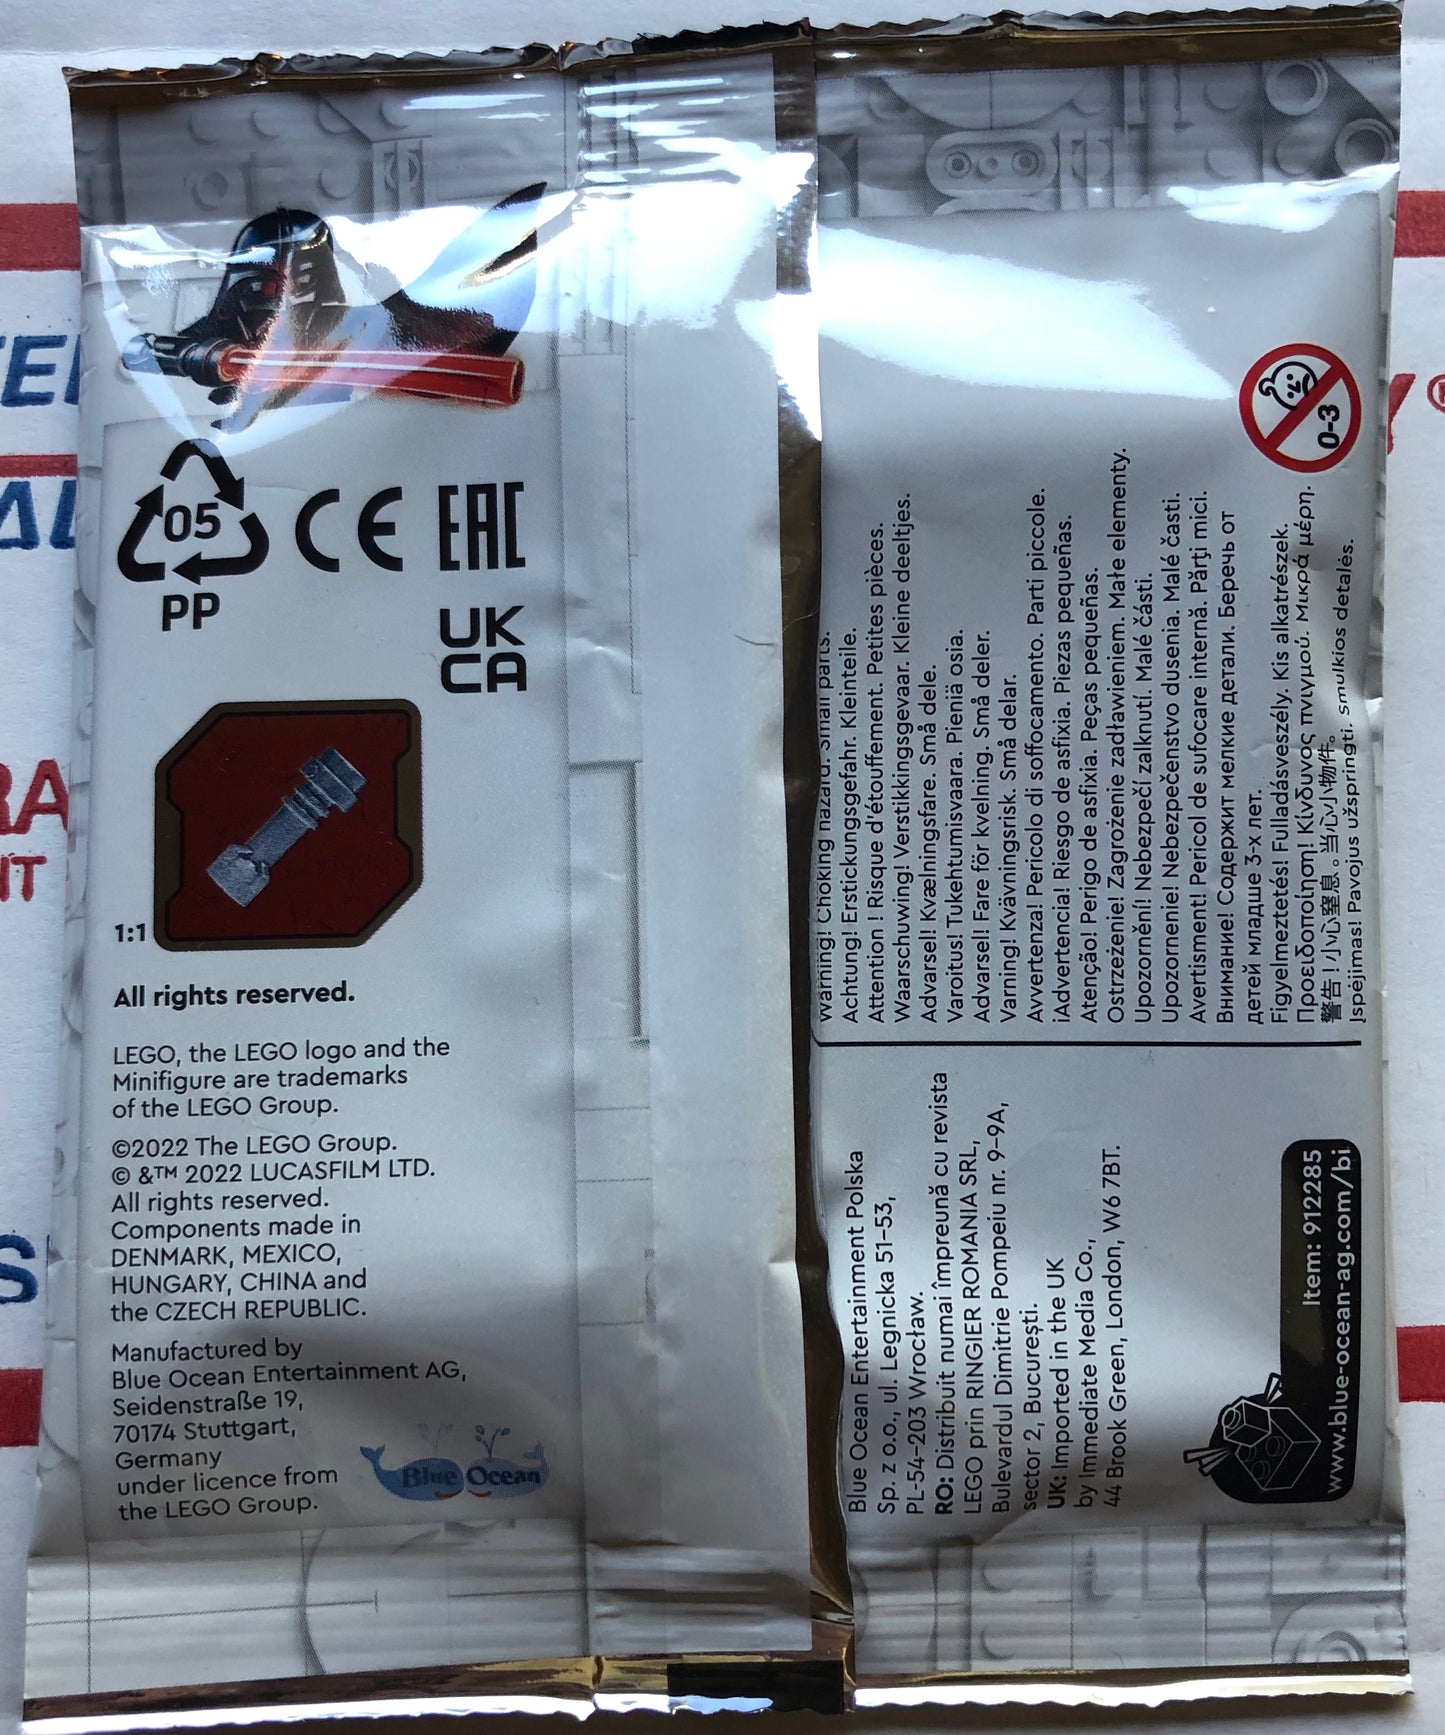 05
PP
CE
EAC
UK
CA
1:1
All rights reserved.
LEGO, the LEGO logo and the
Minifigure are trademarks
of the LEGO Group.
©2022 The LEGO Group.
© &™ 2022 LUCASFILM LTD.
All rights reserved.
Components made in
DENMARK, MEXICO,
HUNGARY, CHINA and
the CZECH REPUBLIC.
Manufactured by
Blue Ocean Entertainment AG,
Seidenstraße 19,
70174 Stuttgart,
Germany
under licence from
the LEGO Group.
Blue Ocean
Warning! Choking hazard. Small parts.
Achtung! Erstickungsgefahr. Kleinteile.
Attention ! Risque d'étouffement. Petites pièces.
Waarschuwing! Verstikkingsgevaar. Kleine deeltjes.
Advarsel! Kvælningsfare. Små dele.
Varoitus! Tukehtumisvaara. Pieniä osia.
Advarsel! Fare för kvelning. Små deler.
Varning! Kvävningsrisk. Små delar.
Avvertenza! Pericolo di soffocamento. Parti piccole.
¡Advertencia! Riesgo de asfixia. Piezas pequeñas.
Atenção! Perigo de asfixia. Peças pequeñas.
Ostrzeżenie! Zagrożenie zadławieniem. Małe elementy.
Upozornění! Nebezpečí zalknutí. Malé části.
Upozornenie! Nebezpečenstvo dusenia. Malé časti.
Avertisment! Pericol de sufocare internă. Părţi mici.
Внимание! Содержит мелкие детали. Беречь от
детей младше 3-х лет.
Figyelmeztetés! Fulladásveszély. Kis alkatrészek.
Προειδοποίηση! Κίνδυνος πνιγμού. Μικρά μέρη.
警告！小心窒息。当心小物件。
Įspėjimas! Pavojus užspringti. Smulkios detalės.
0-3
Blue Ocean Entertainment Polska
Sp. z o.o., ul. Legnicka 51-53,
PL-54-203 Wrocław.
RO: Distribuit numai împreună cu revista
LEGO prin RINGIER ROMANIA SRL,
Bulevardul Dimitrie Pompeiu nr. 9-9A,
sector 2, București.
UK: Imported in the UK
by Immediate Media Co.,
44 Brook Green, London, W6 7BT.
Item: 912285
www.blue-ocean-ag.com/bi